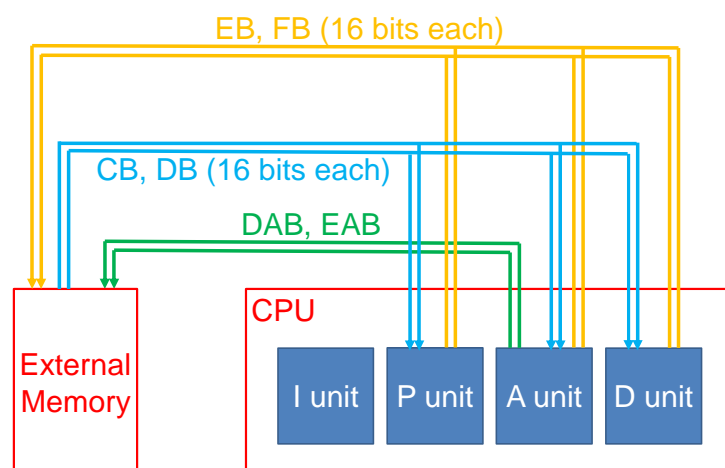 EB, FB (16 bits each)
CB, DB (16 bits each)
DAB, EAB
CPU
External
Memory
I unit
P unit
A unit
D unit